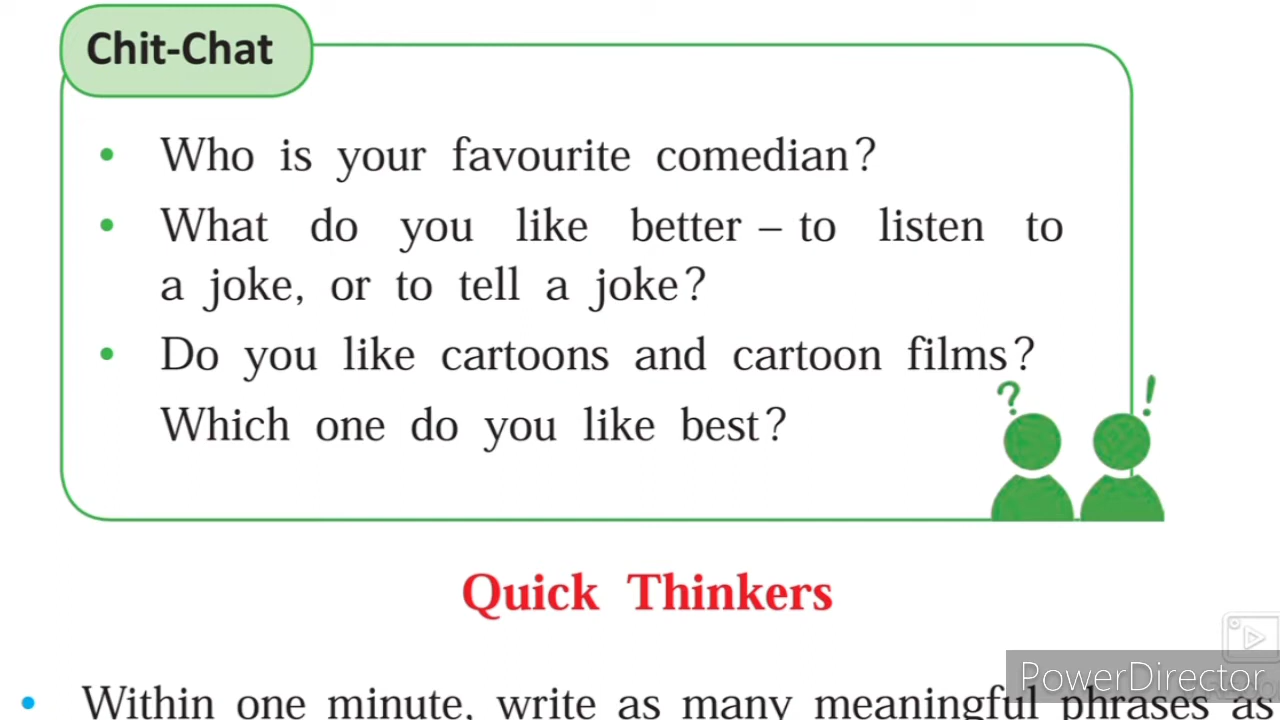 Chit-Chat
• Who is your favourite comedian?
• What do you like better – to listen to
a joke, or to tell a joke?
• Do you like cartoons and cartoon films?
Which one do you like best?
? !
Quick Thinkers
• Within one minute, write as many meaningful phrases as
PowerDirector